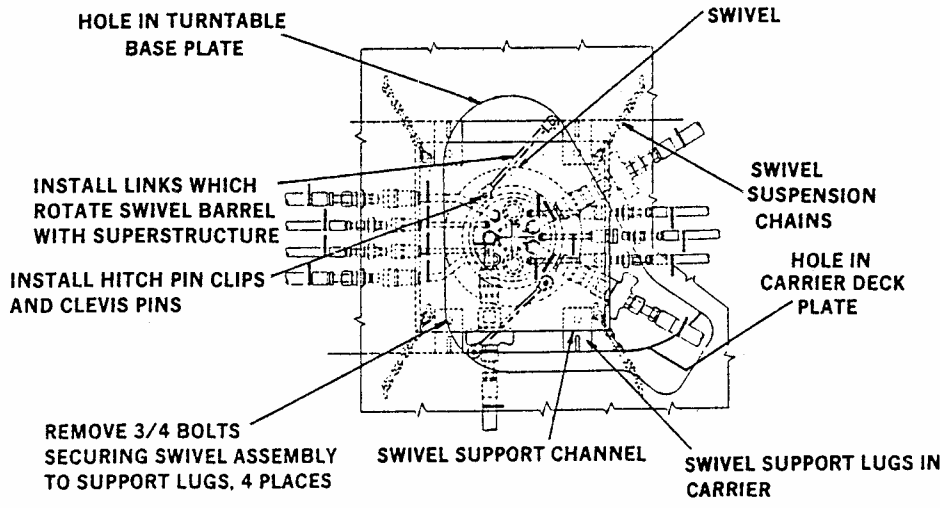 HOLE IN TURNTABLE
BASE PLATE
SWIVEL
INSTALL LINKS WHICH
ROTATE SWIVEL BARREL
WITH SUPERSTRUCTURE
SWIVEL
SUSPENSION
CHAINS
INSTALL HITCH PIN CLIPS
AND CLEVIS PINS
HOLE IN
CARRIER DECK
PLATE
REMOVE 3/4 BOLTS
SECURING SWIVEL ASSEMBLY
TO SUPPORT LUGS, 4 PLACES
SWIVEL SUPPORT CHANNEL
SWIVEL SUPPORT LUGS IN
CARRIER